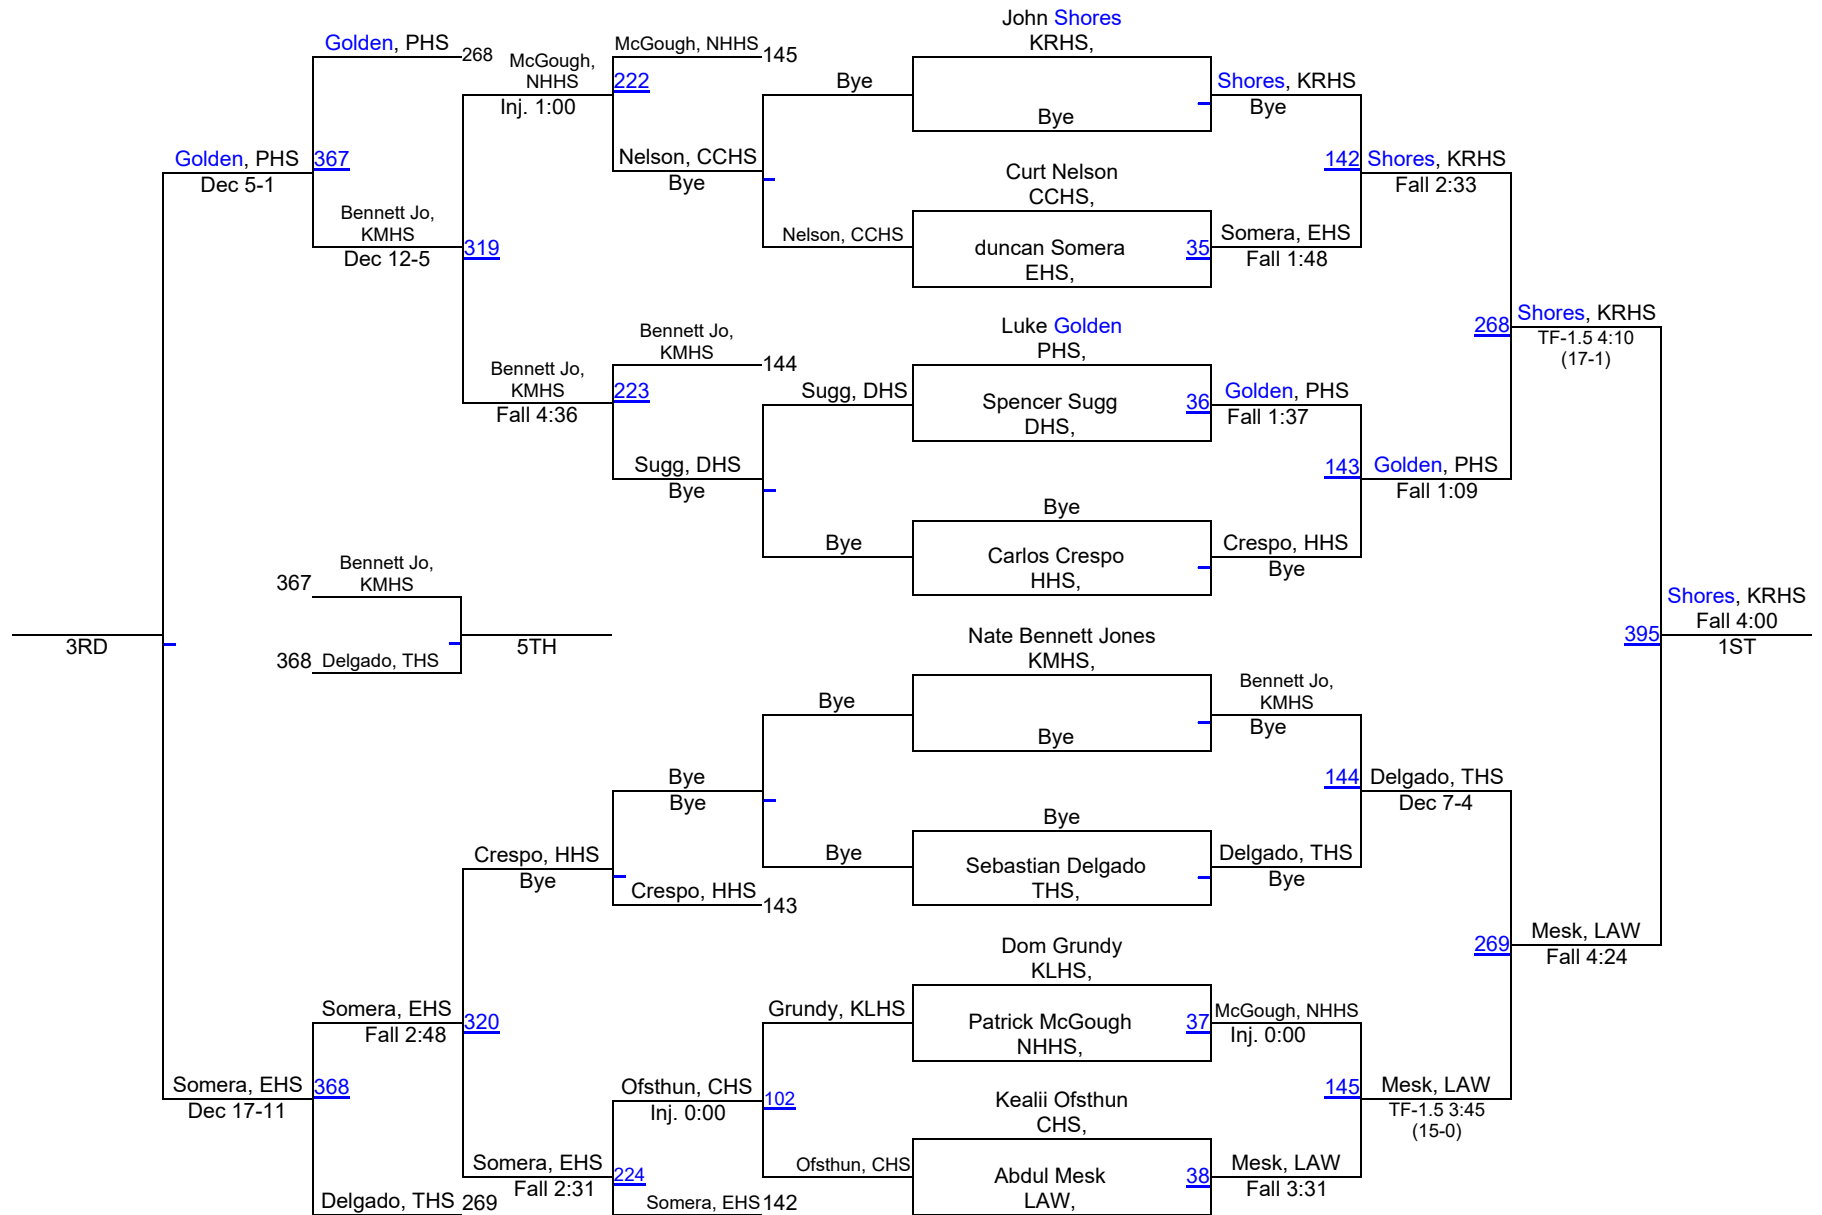 John Shores
KRHS,
Bye
Curt Nelson
CCHS,
duncan Somera
EHS,
35
Luke Golden
PHS,
Spencer Sugg
DHS,
36
Bye
Carlos Crespo
HHS,
Nate Bennett Jones
KMHS,
Bye
Bye
Sebastian Delgado
THS,
Dom Grundy
KLHS,
Patrick McGough
NHHS,
37
Kealii Ofsthun
CHS,
Abdul Mesk
LAW,
38
Shores, KRHS
Bye
142
Somera, EHS
Fall 1:48
Golden, PHS
Fall 1:37
143
Crespo, HHS
Bye
Bennett Jo,
KMHS
Bye
144
Delgado, THS
Bye
McGough, NHHS
Inj. 0:00
145
Mesk, LAW
Fall 3:31
Shores, KRHS
Fall 2:33
268
Golden, PHS
Fall 1:09
Delgado, THS
Dec 7-4
269
Mesk, LAW
TF-1.5 3:45
(15-0)
Shores, KRHS
TF-1.5 4:10
(17-1)
395
Mesk, LAW
Fall 4:24
Shores, KRHS
Fall 4:00
1ST
Bye
Nelson, CCHS
Sugg, DHS
Bye
Bye
Bye
Grundy, KLHS
102
Ofsthun, CHS
McGough, NHHS
145
222
Nelson, CCHS
Bye
Bennett Jo,
KMHS
144
223
Sugg, DHS
Bye
Bye
Bye
Crespo, HHS
143
Ofsthun, CHS
Inj. 0:00
224
Somera, EHS
142
McGough,
NHHS
Inj. 1:00
319
Bennett Jo,
KMHS
Fall 4:36
Crespo, HHS
Bye
320
Somera, EHS
Fall 2:31
Golden, PHS
268
367
Bennett Jo,
KMHS
Dec 12-5
Somera, EHS
Fall 2:48
368
Delgado, THS
269
Golden, PHS
Dec 5-1
Somera, EHS
Dec 17-11
3RD
367
Bennett Jo,
KMHS
368
Delgado, THS
5TH